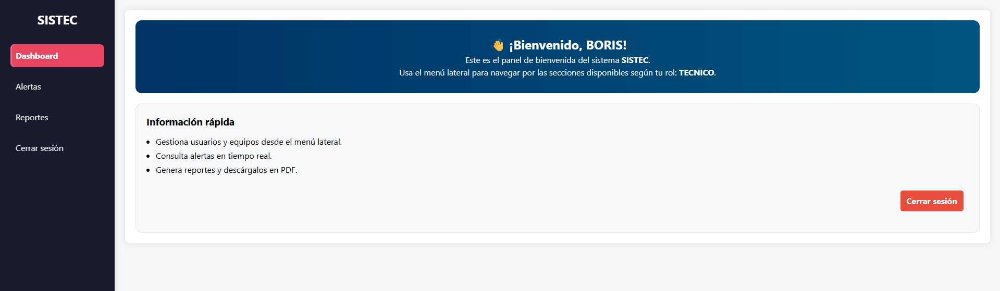 SISTEC
Dashboard
Alertas
Reportes
Cerrar sesión
👋 ¡Bienvenido, BORIS!
Este es el panel de bienvenida del sistema SISTEC.
Usa el menú lateral para navegar por las secciones disponibles según tu rol: TECNICO.
Información rápida
• Gestiona usuarios y equipos desde el menú lateral.
• Consulta alertas en tiempo real.
• Genera reportes y descárgalos en PDF.
Cerrar sesión